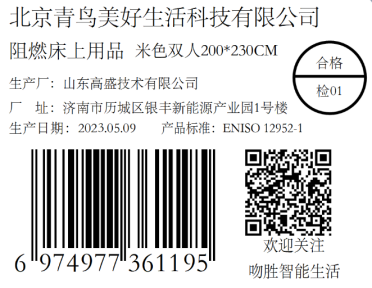 北京青鸟美好生活科技有限公司
阻燃床上用品 米色双人200*230CM
合格
检01
生产厂：山东高盛技术有限公司
厂 址：济南市历城区银丰新能源产业园1号楼
生产日期：2023.05.09 产品标准：ENISO 12952-1
6 974977 361195
欢迎关注
吻胜智能生活